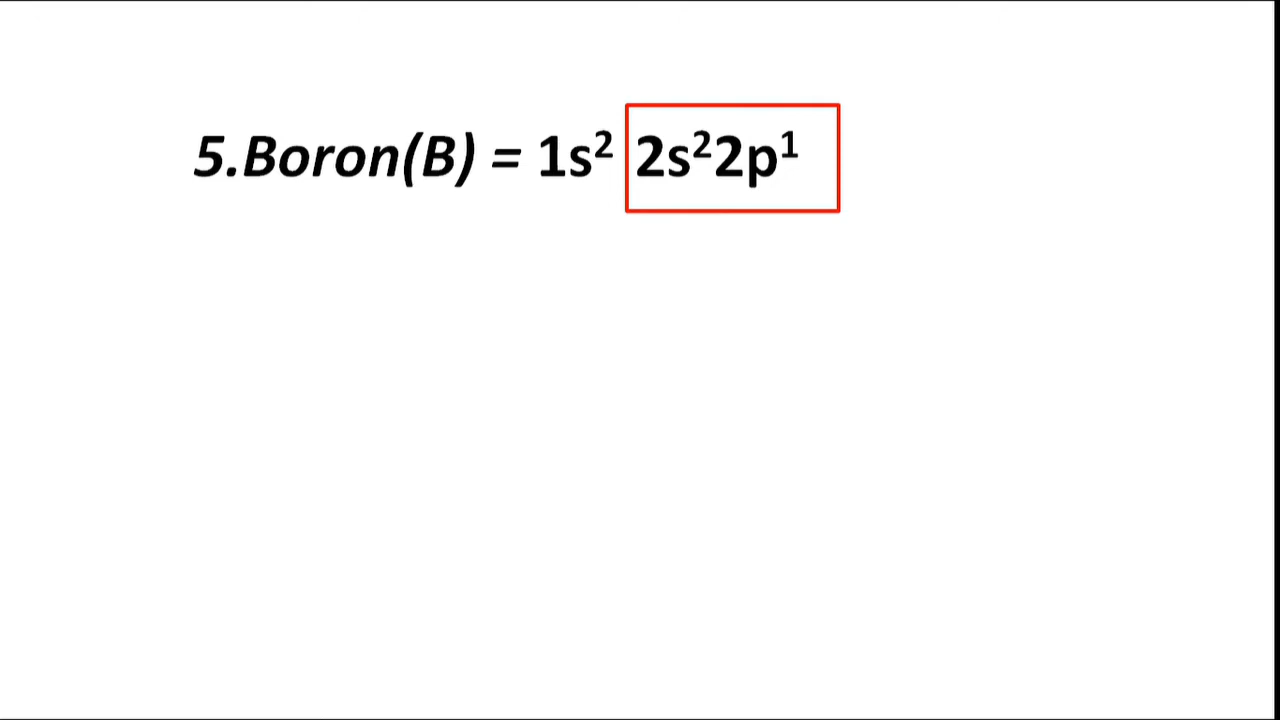 5.Boron(B) = 1s² 2s²2p¹